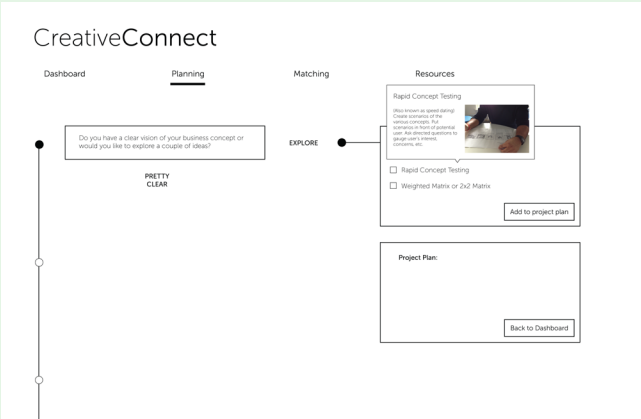 CreativeConnect
Dashboard
Planning
Matching
Resources
Rapid Concept Testing
(Also known as speed dating)
Create scenarios of the
various concepts. Put
scenarios in front of potential
user. Ask directed questions to
gauge user's interest,
concerns, etc.
Do you have a clear vision of your business concept or
would you like to explore a couple of ideas?
EXPLORE
PRETTY
CLEAR
Rapid Concept Testing
Weighted Matrix or 2x2 Matrix
Add to project plan
Project Plan:
Back to Dashboard